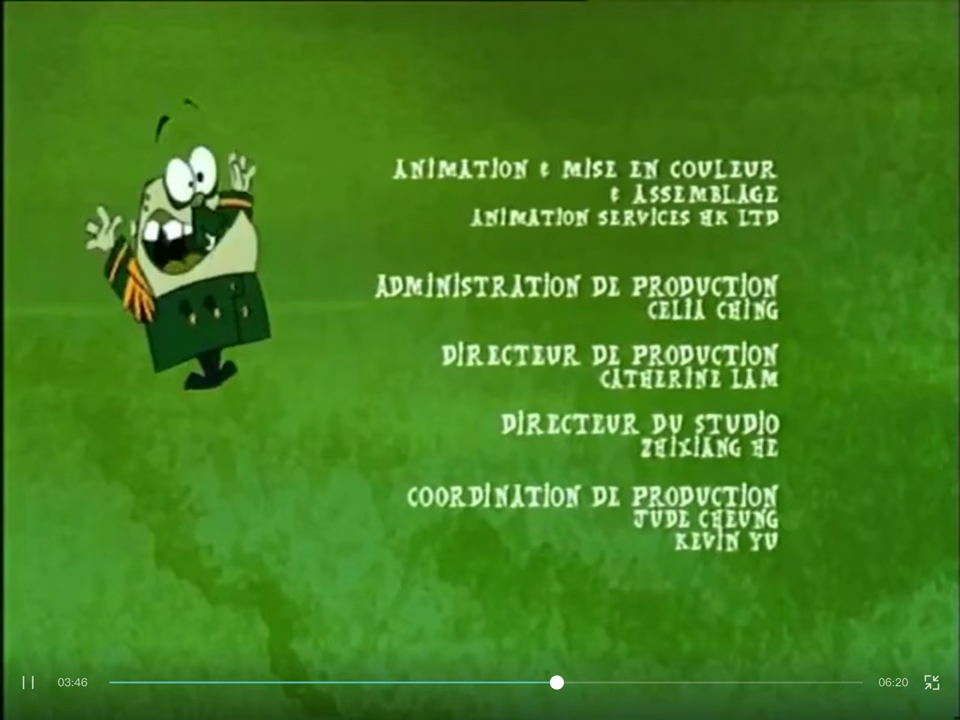 ANIMATION & MISE EN COULEUR
& ASSEMBLAGE
ANIMATION SERVICES HK LTD
ADMINISTRATION DE PRODUCTION
CELIA CHING
DIRECTEUR DE PRODUCTION
CATHERINE LAM
DIRECTEUR DU STUDIO
ZHIXIANG HE
COORDINATION DE PRODUCTION
JUDE CHEUNG
KEVIN YU
03:46 06:20